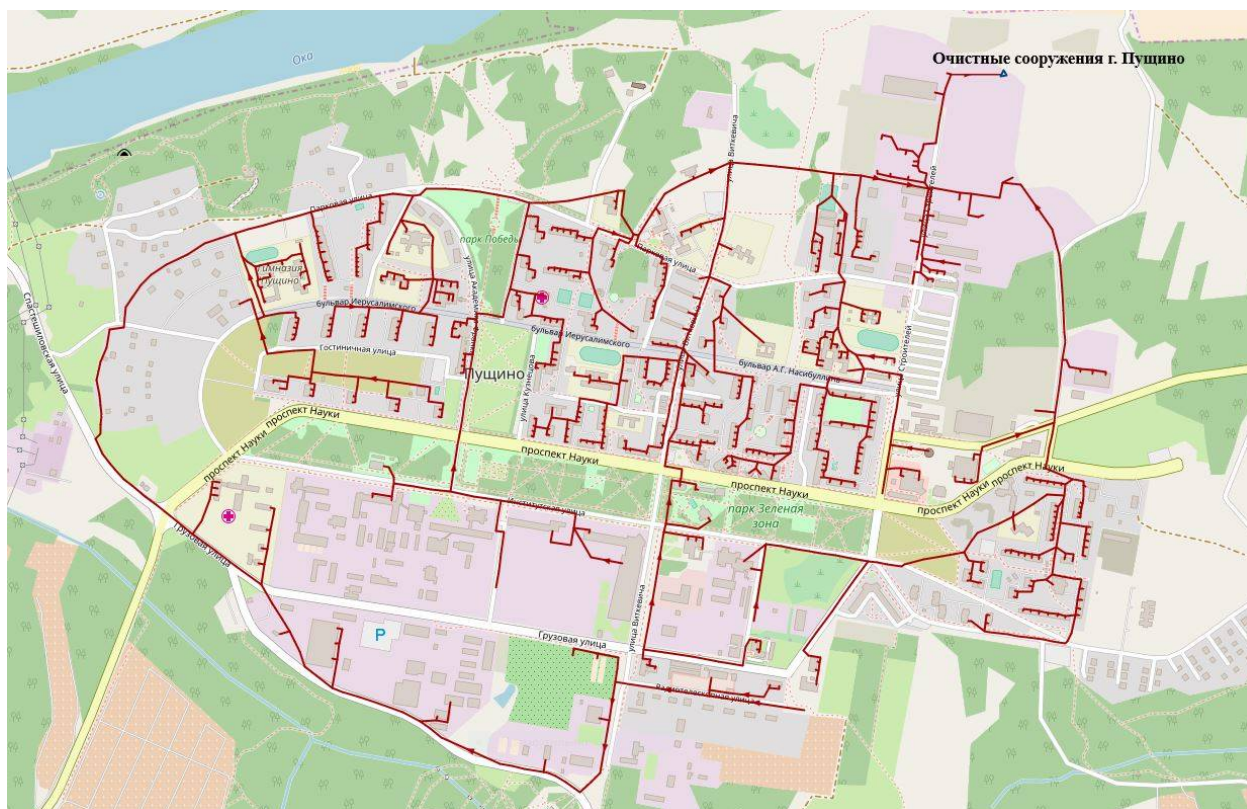 Очистные сооружения г. Пущино
Ока
улица Виткевича
Парковая улица
парк Победы
Парковая улица
Гимназия
Пущино
бульвар Иерусалимского
бульвар Иерусалимского
Гостиничная улица
Пущино
улица Кузнецова
бульвар А.Г. Насибуллина
улица Строителей
Спастешиловская улица
проспект Науки
проспект Науки
проспект Науки
проспект Науки
проспект Науки
проспект Науки
парк Зеленая
зона
Институтская улица
Грузовая улица
Грузовая улица
улица Виткевича
P